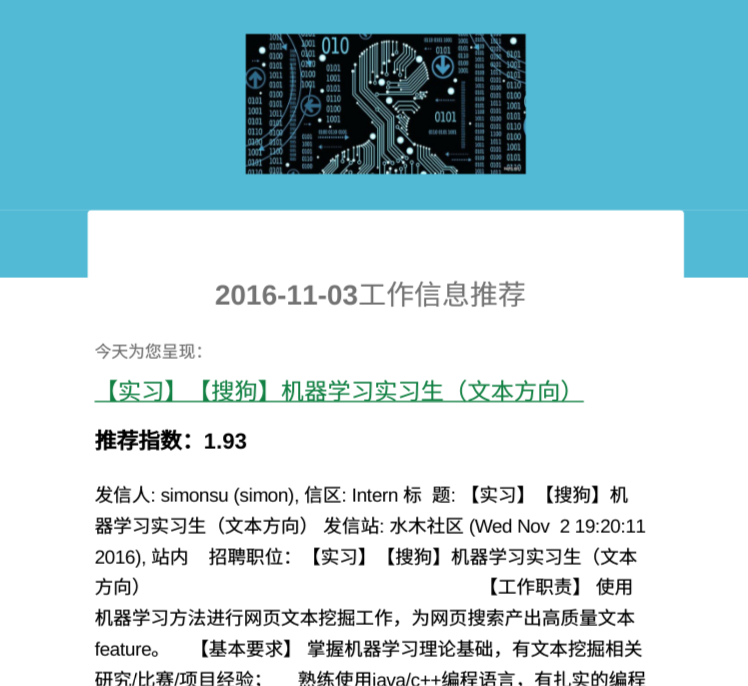 010
0101
0101
2016-11-03工作信息推荐
今天为您呈现：
【实习】【搜狗】机器学习实习生（文本方向）
推荐指数：1.93
发信人: simonsu (simon), 信区: Intern 标 题: 【实习】【搜狗】机
器学习实习生（文本方向） 发信站: 水木社区 (Wed Nov 2 19:20:11
2016), 站内 招聘职位：【实习】【搜狗】机器学习实习生（文本
方向） 【工作职责】 使用
机器学习方法进行网页文本挖掘工作，为网页搜索产出高质量文本
feature。 【基本要求】 掌握机器学习理论基础，有文本挖掘相关
研究/比赛/项目经验； 熟练使用java/c++编程语言，有扎实的编程